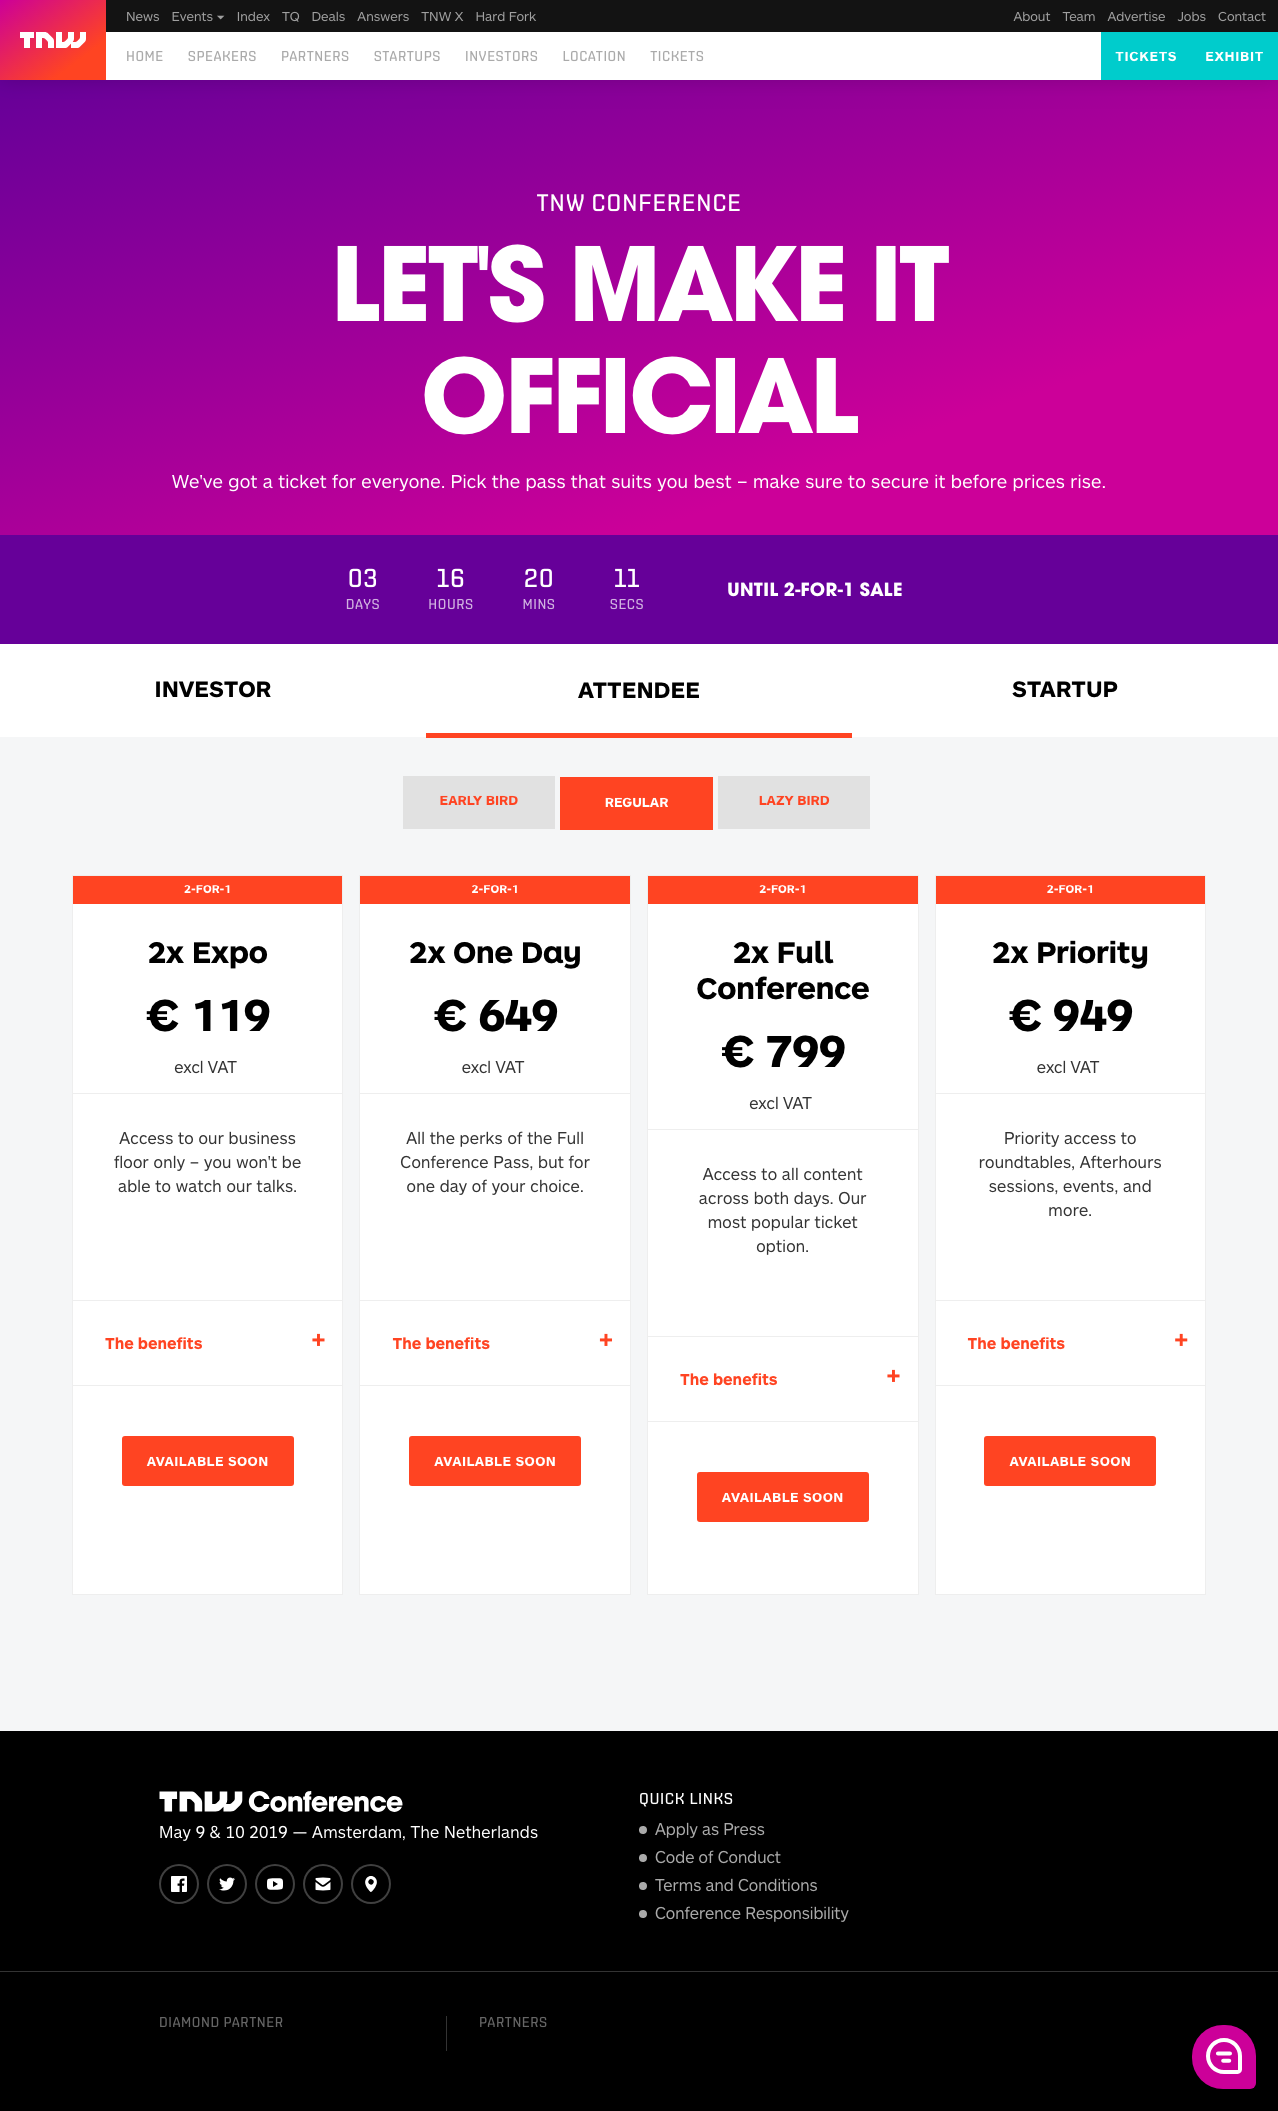 TNW
News Events Index TQ Deals Answers TNW X Hard Fork About Team Advertise Jobs Contact
HOME SPEAKERS PARTNERS STARTUPS INVESTORS LOCATION TICKETS TICKETS EXHIBIT
TNW CONFERENCE
LET'S MAKE IT
OFFICIAL
We've got a ticket for everyone. Pick the pass that suits you best – make sure to secure it before prices rise.
03 16 20 11
DAYS HOURS MINS SECS
UNTIL 2-FOR-1 SALE
INVESTOR ATTENDEE STARTUP
EARLY BIRD REGULAR LAZY BIRD
2-FOR-1
2x Expo
€ 119
excl VAT
Access to our business
floor only – you won't be
able to watch our talks.
The benefits +
AVAILABLE SOON
2-FOR-1
2x One Day
€ 649
excl VAT
All the perks of the Full
Conference Pass, but for
one day of your choice.
The benefits +
AVAILABLE SOON
2-FOR-1
2x Full
Conference
€ 799
excl VAT
Access to all content
across both days. Our
most popular ticket
option.
The benefits +
AVAILABLE SOON
2-FOR-1
2x Priority
€ 949
excl VAT
Priority access to
roundtables, Afterhours
sessions, events, and
more.
The benefits +
AVAILABLE SOON
TNW Conference
May 9 & 10 2019 — Amsterdam, The Netherlands
QUICK LINKS
Apply as Press
Code of Conduct
Terms and Conditions
Conference Responsibility
DIAMOND PARTNER
PARTNERS